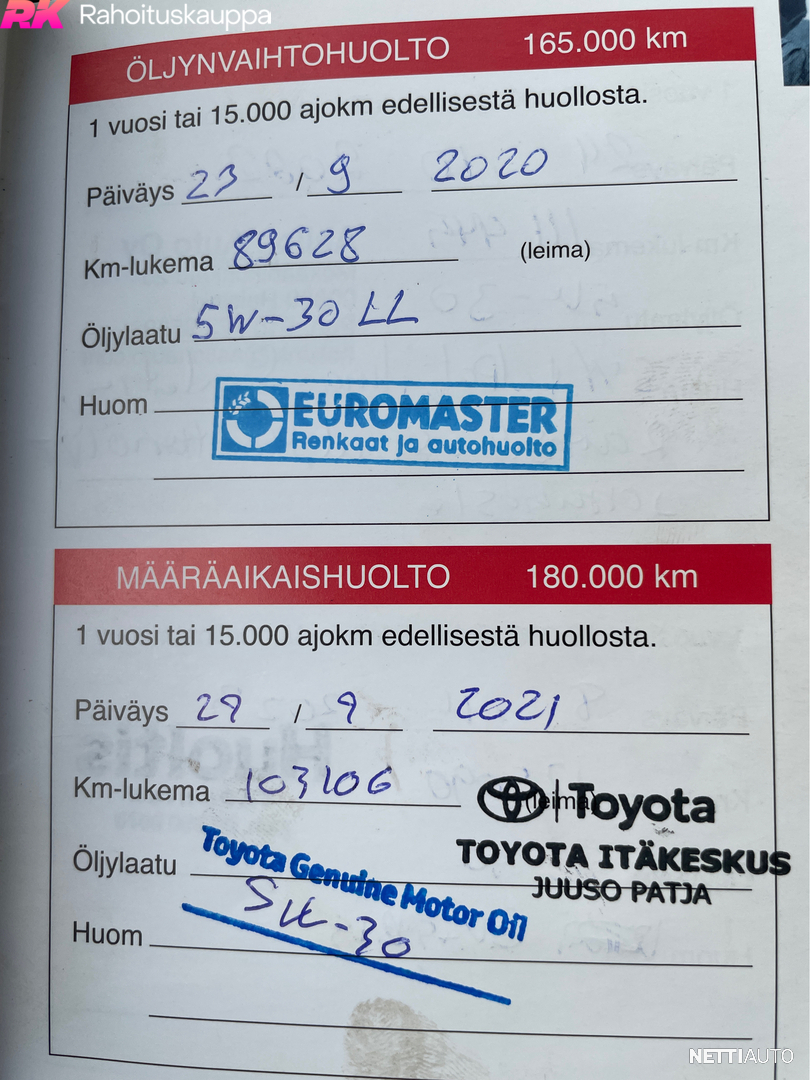 RK Rahoituskauppa
ÖLJYNVAIHTOHUOLTO 165.000 km
1 vuosi tai 15.000 ajokm edellisestä huollosta.
Päiväys 23 / 9 2020
Km-lukema 89628 (leima)
Öljylaatu 5W-30 LL
Huom
EUROMASTER
Renkaat ja autohuolto
MÄÄRÄAIKAISHUOLTO 180.000 km
1 vuosi tai 15.000 ajokm edellisestä huollosta.
Päiväys 29 / 9 2021
Km-lukema 103106 (leima)
Toyota
TOYOTA ITÄKESKUS
JUUSO PATJA
Öljylaatu Toyota Genuine Motor Oil
5W-30
Huom
NETTIAUTO